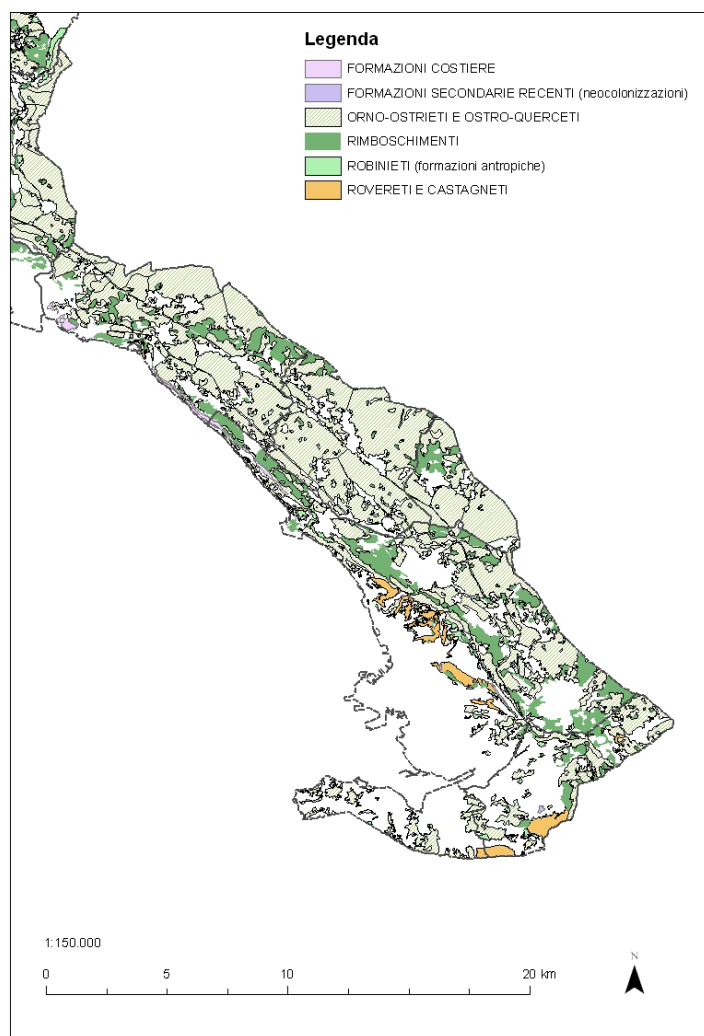 Legenda
FORMAZIONI COSTIERE
FORMAZIONI SECONDARIE RECENTI (neocolonizzazioni)
ORNO-OSTRIETI E OSTRO-QUERCETI
RIMBOSCHIMENTI
ROBINIETI (formazioni antropiche)
ROVERETI E CASTAGNETI
1:150.000
0 5 10 20 km
N